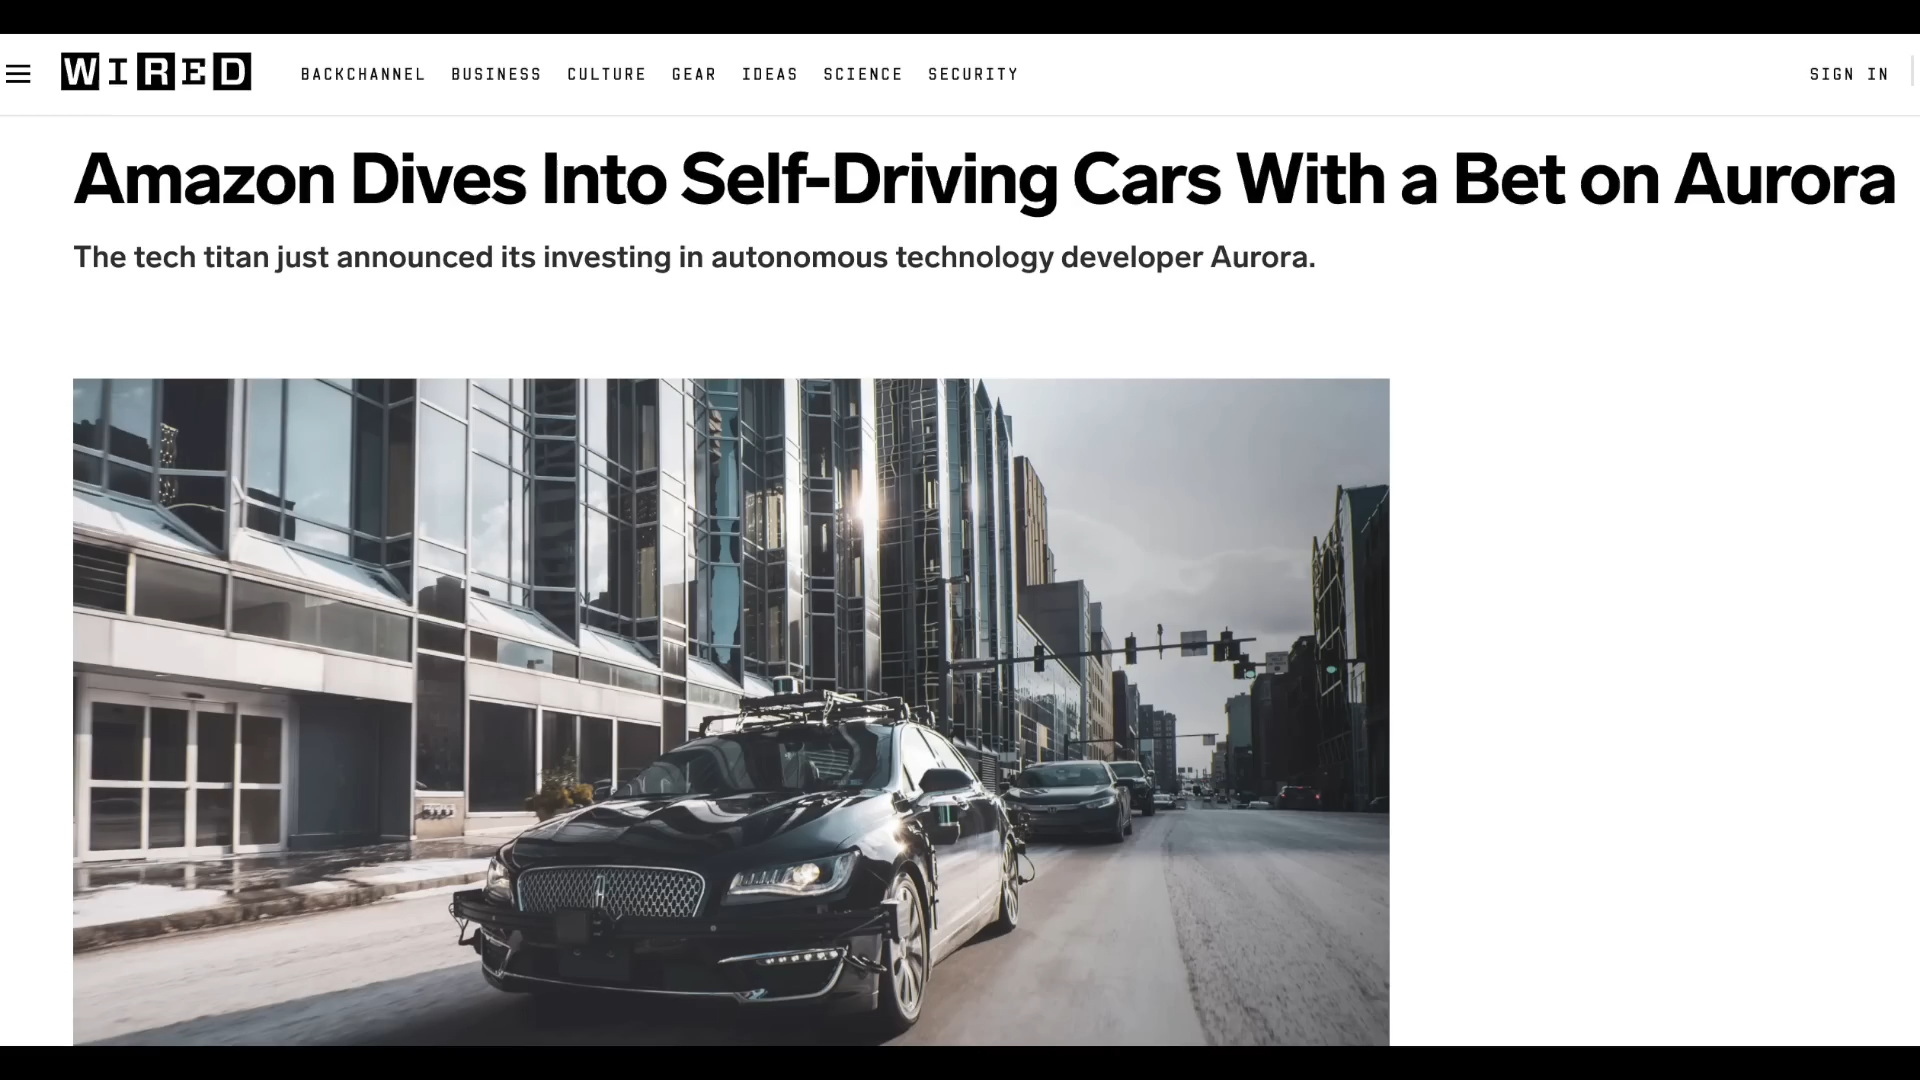 WIRED
BACKCHANNEL BUSINESS CULTURE GEAR IDEAS SCIENCE SECURITY
SIGN IN
Amazon Dives Into Self-Driving Cars With a Bet on Aurora
The tech titan just announced its investing in autonomous technology developer Aurora.